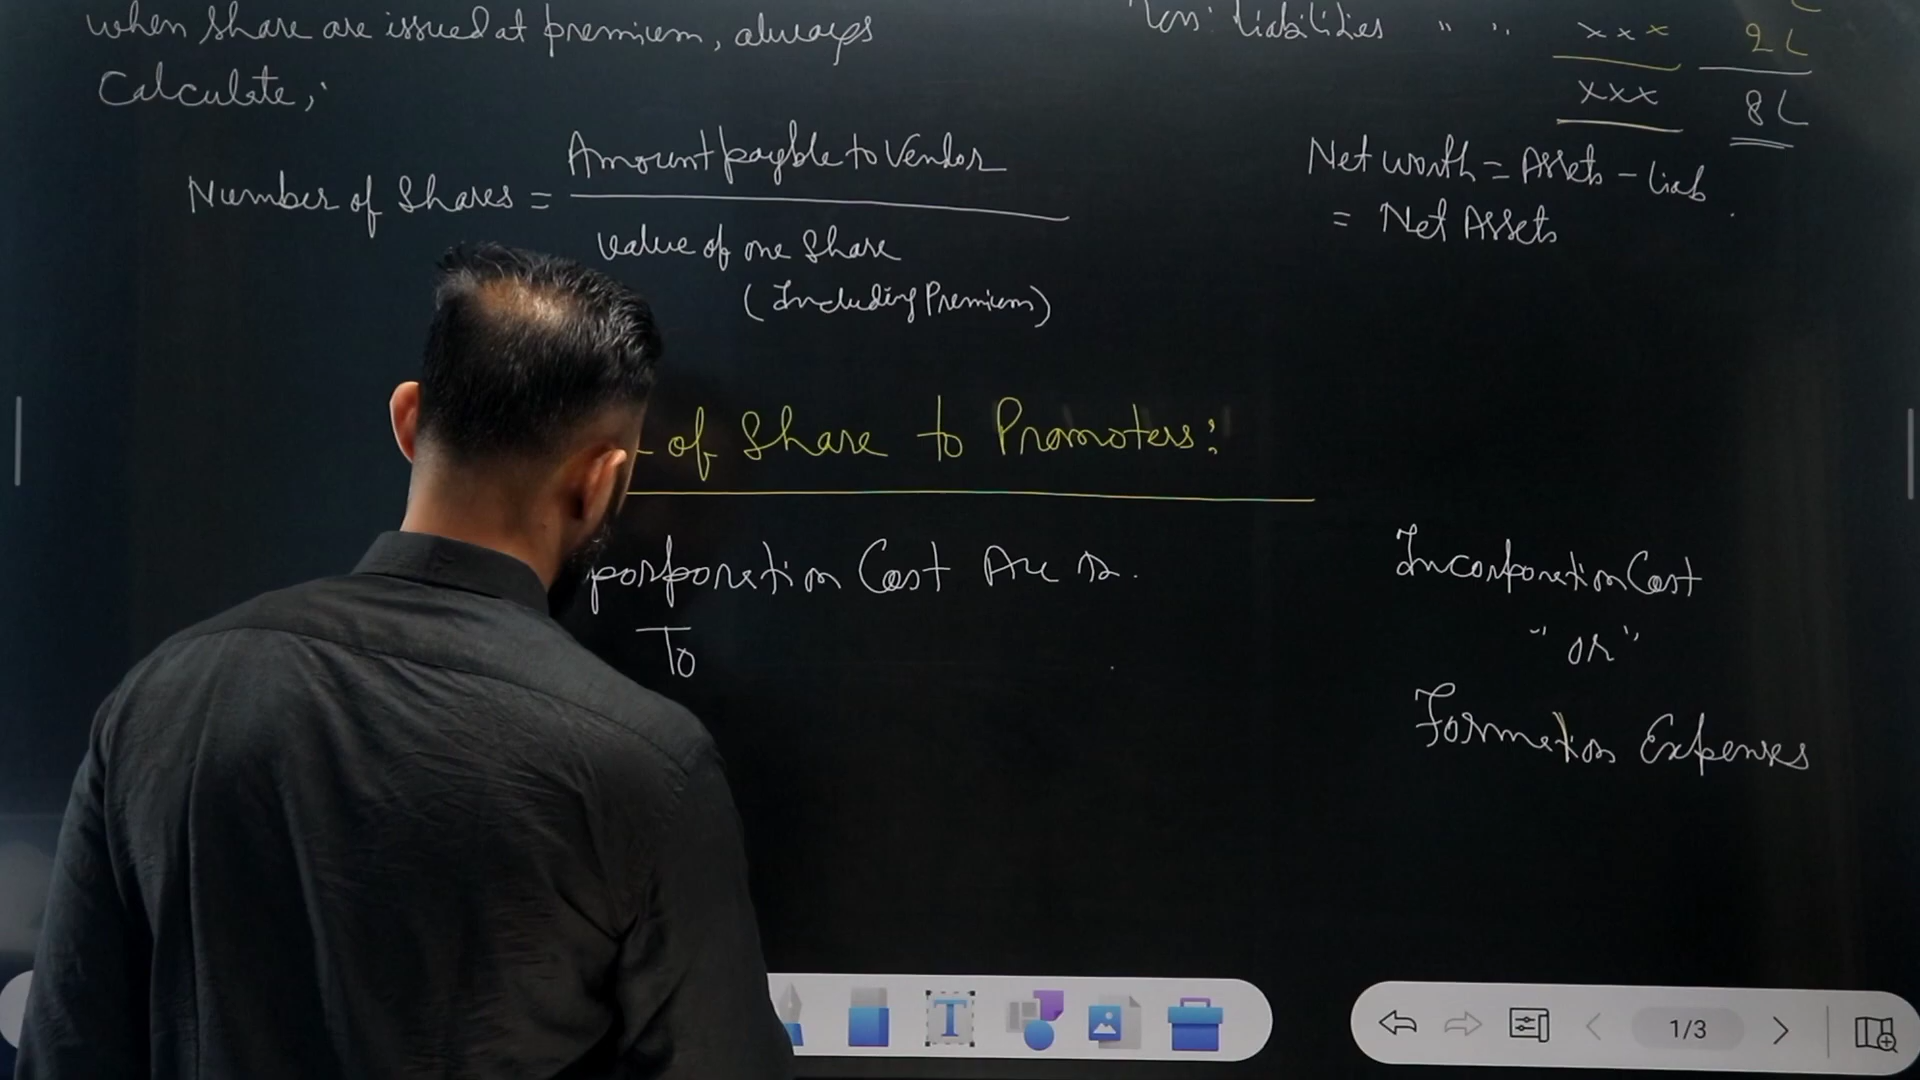 when share are issued at premium, always
Calculate,
Number of Shares = Amount payble to Vendor
value of one Share
(Including Premium)
Less: Liabilities " " xxx 2L
xxx 8L
Net worth = Assets - Liab.
= Net Assets
of Share to Promoters:
porporation Cost A/c Dr.
To
Incorporation Cost
"or"
Formation Expenses
T
1/3